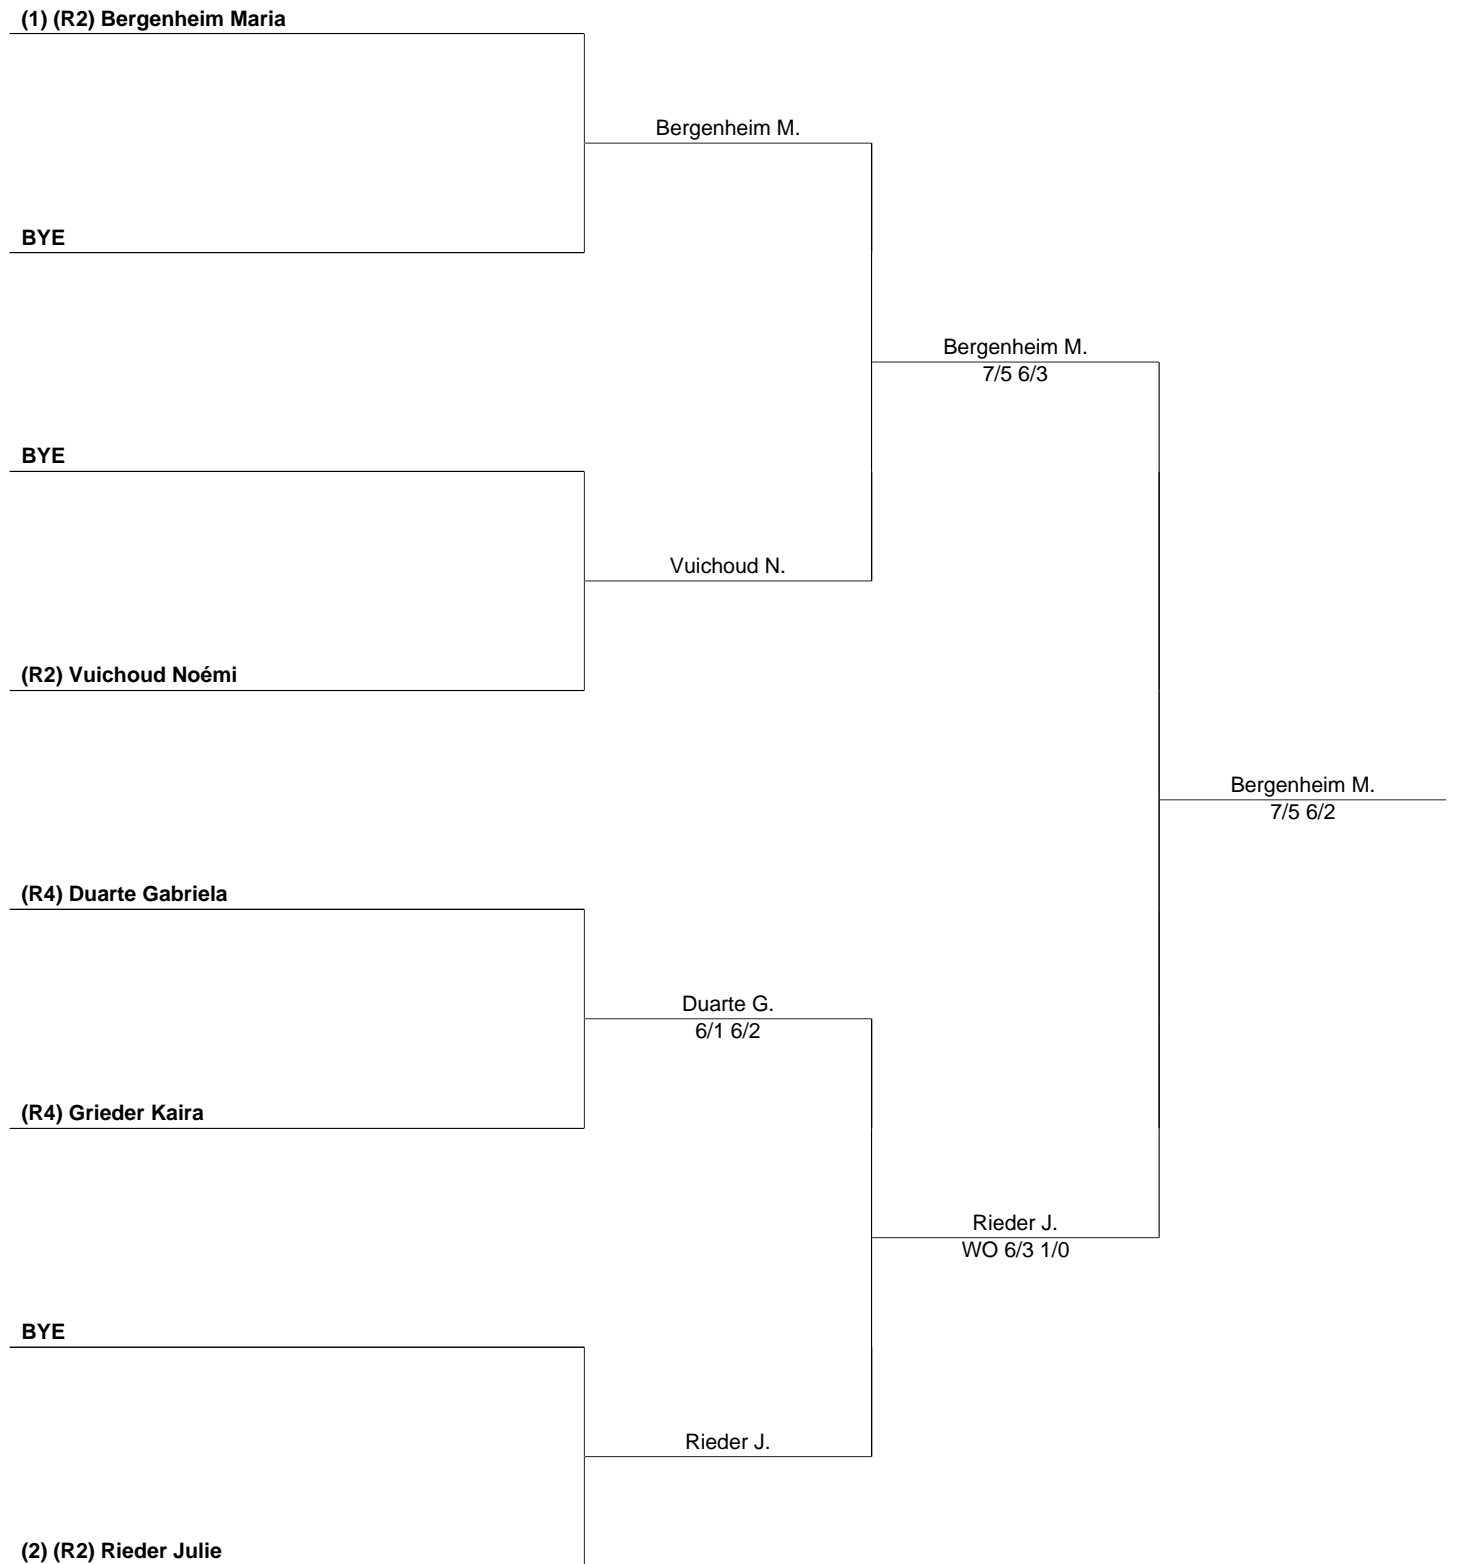 (1) (R2) Bergenheim Maria
Bergenheim M.
BYE
Bergenheim M.
7/5 6/3
BYE
Vuichoud N.
(R2) Vuichoud Noémi
Bergenheim M.
7/5 6/2
(R4) Duarte Gabriela
Duarte G.
6/1 6/2
(R4) Grieder Kaira
Rieder J.
WO 6/3 1/0
BYE
Rieder J.
(2) (R2) Rieder Julie